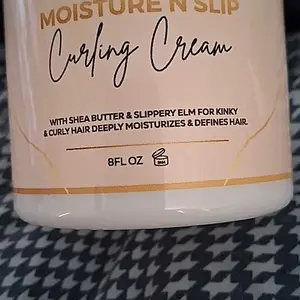 MOISTURE N SLIP
Curling Cream
WITH SHEA BUTTER & SLIPPERY ELM FOR KINKY
& CURLY HAIR DEEPLY MOISTURIZES & DEFINES HAIR.
8FL OZ